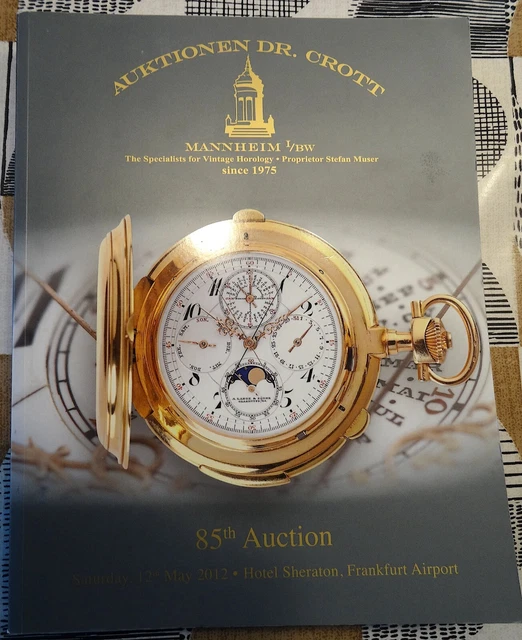 AUKTIONEN DR. CROTT
MANNHEIM 1/BW
The Specialists for Vintage Horology • Proprietor Stefan Muser
since 1975
85th Auction
Saturday, 12th May 2012 • Hotel Sheraton, Frankfurt Airport